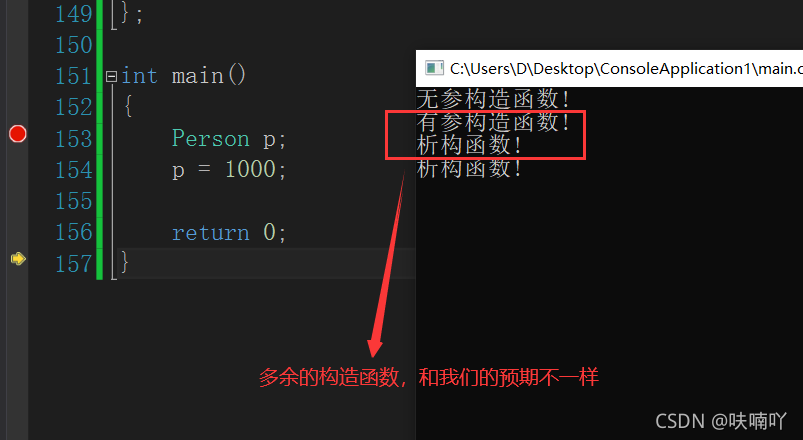 149 };
150
151 int main()
152 {
153 Person p;
154 p = 1000;
155
156 return 0;
157 }
C:\Users\D\Desktop\ConsoleApplication1\main.c
无参构造函数!
有参构造函数!
析构函数!
析构函数!
多余的构造函数，和我们的预期不一样
CSDN @呋喃吖